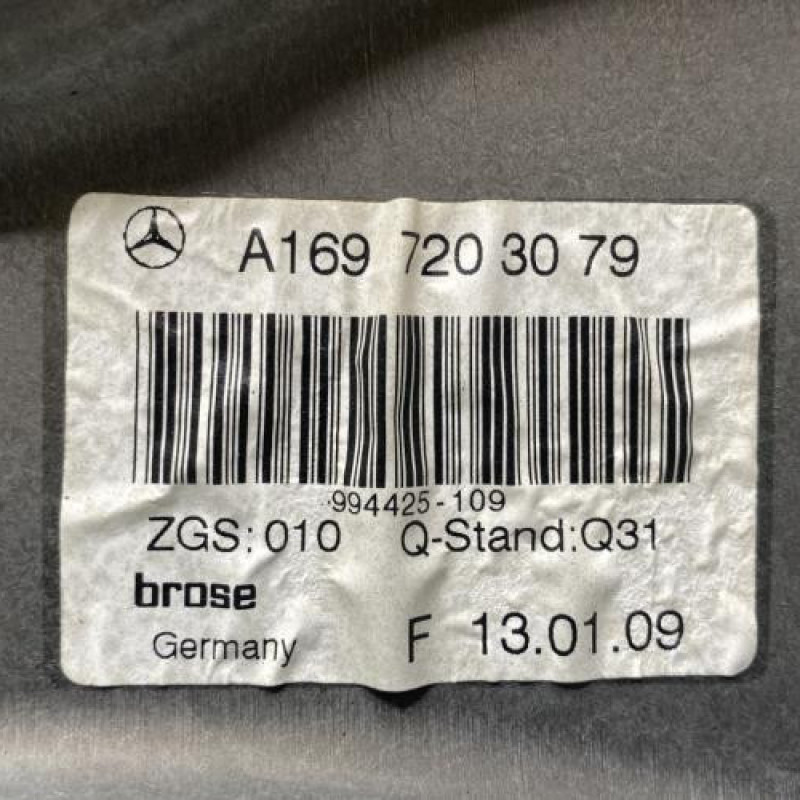 A169 720 30 79
994425-109
ZGS:010 Q-Stand:Q31
brose
Germany F 13.01.09